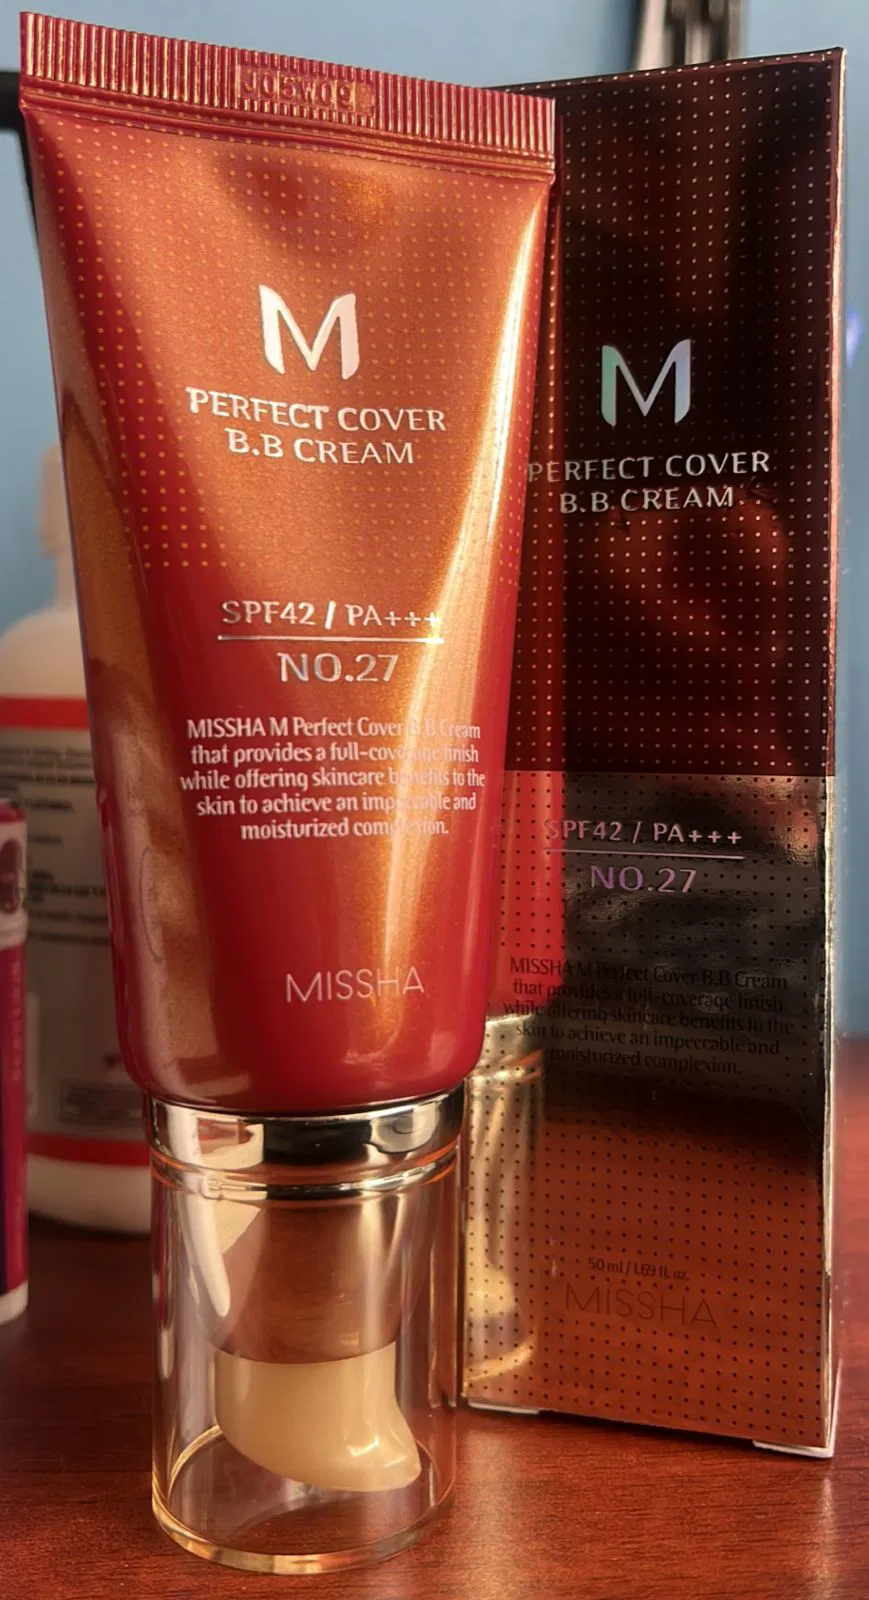 M
PERFECT COVER
B.B CREAM
SPF42 / PA+++
NO.27
MISSHA M Perfect Cover B.B Cream
that provides a full-coverage finish
while offering skincare benefits to the
skin to achieve an impeccable and
moisturized complexion.
MISSHA
M
PERFECT COVER
B.B CREAM
SPF42 / PA+++
NO.27
MISSHA M Perfect Cover B.B Cream
that provides a full-coverage finish
while offering skincare benefits to the
skin to achieve an impeccable and
moisturized complexion.
50 ml / 1.69 fl. oz.
MISSHA